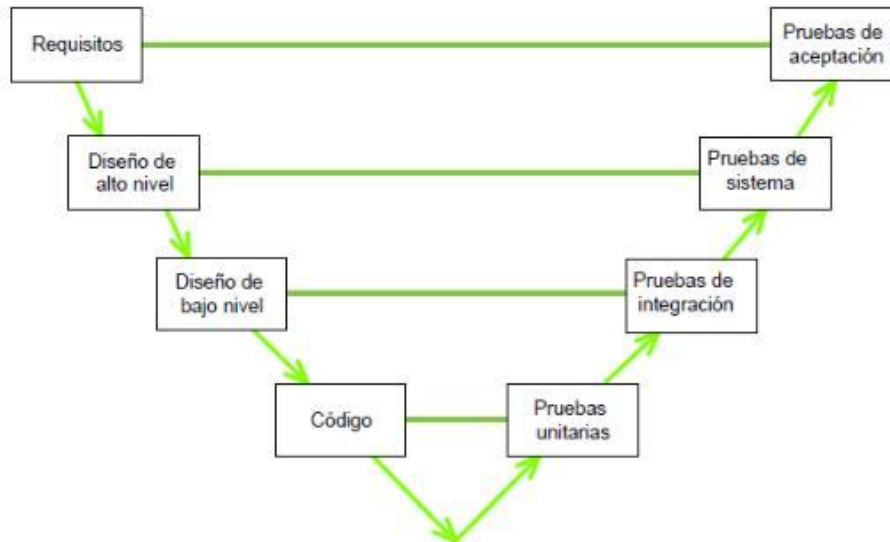 Requisitos
Pruebas de
aceptación
Diseño de
alto nivel
Pruebas de
sistema
Diseño de
bajo nivel
Pruebas de
integración
Código
Pruebas
unitarias